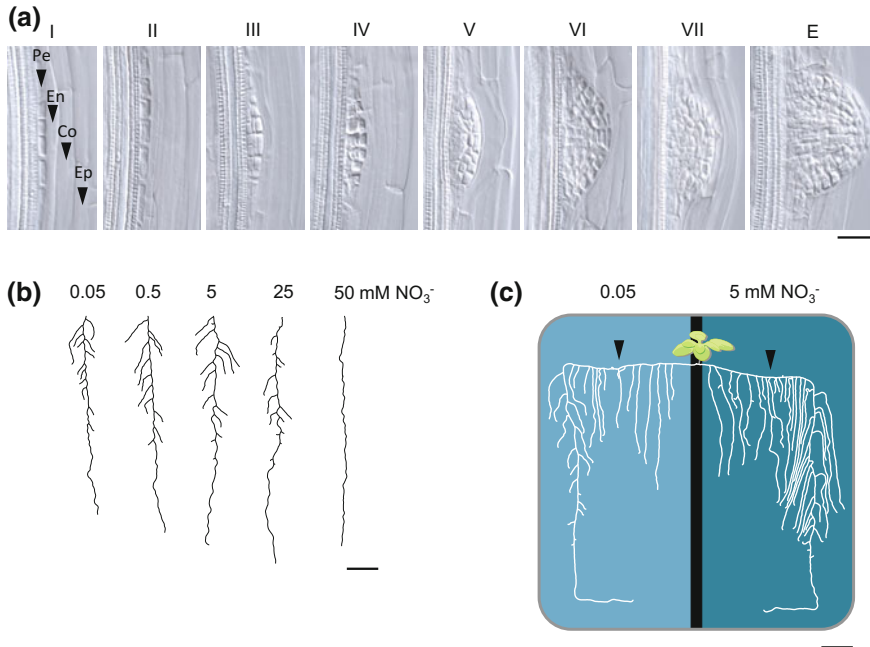 (a)
I II III IV V VI VII E
Pe
En
Co
Ep
(b) 0.05 0.5 5 25 50 mM NO₃⁻
(c) 0.05 5 mM NO₃⁻